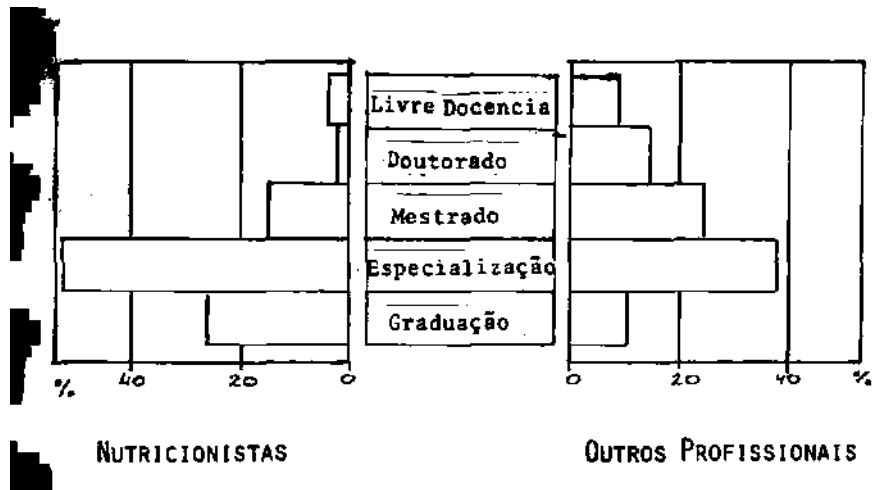 Livre Docencia
Doutorado
Mestrado
Especialização
Graduação
% 40 20 0
0 20 40 %
NUTRICIONISTAS
OUTROS PROFISSIONAIS